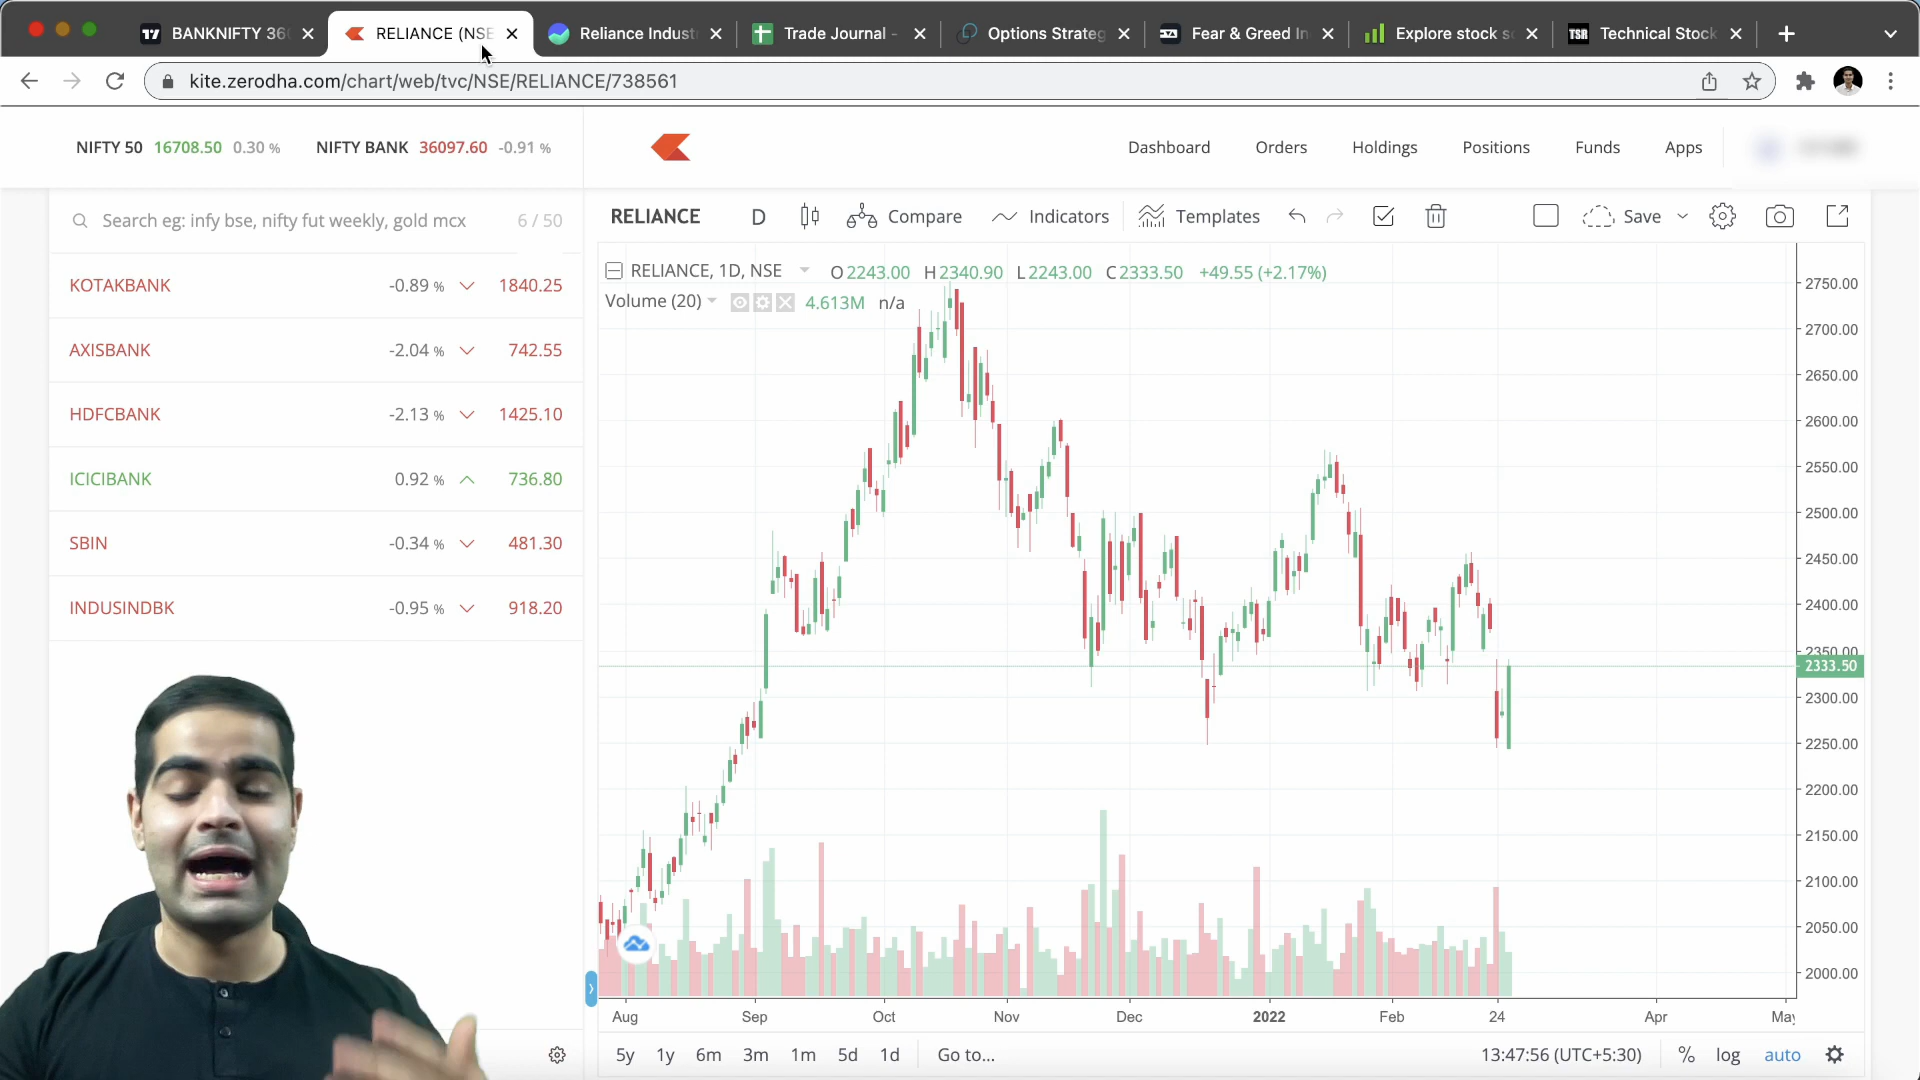 BANKNIFTY 36
RELIANCE (NSE
Reliance Indust
Trade Journal -
Options Strateg
Fear & Greed In
Explore stock s
TSR Technical Stock
kite.zerodha.com/chart/web/tvc/NSE/RELIANCE/738561
NIFTY 50 16708.50 0.30 % NIFTY BANK 36097.60 -0.91 %
Dashboard Orders Holdings Positions Funds Apps
Search eg: infy bse, nifty fut weekly, gold mcx 6 / 50
RELIANCE D Compare Indicators Templates Save
KOTAKBANK -0.89 % 1840.25
AXISBANK -2.04 % 742.55
HDFCBANK -2.13 % 1425.10
ICICIBANK 0.92 % 736.80
SBIN -0.34 % 481.30
INDUSINDBK -0.95 % 918.20
RELIANCE, 1D, NSE O 2243.00 H 2340.90 L 2243.00 C 2333.50 +49.55 (+2.17%)
Volume (20) 4.613M n/a
2750.00
2700.00
2650.00
2600.00
2550.00
2500.00
2450.00
2400.00
2350.00
2333.50
2300.00
2250.00
2200.00
2150.00
2100.00
2050.00
2000.00
Aug Sep Oct Nov Dec 2022 Feb 24 Apr May
5y 1y 6m 3m 1m 5d 1d Go to... 13:47:56 (UTC+5:30) % log auto